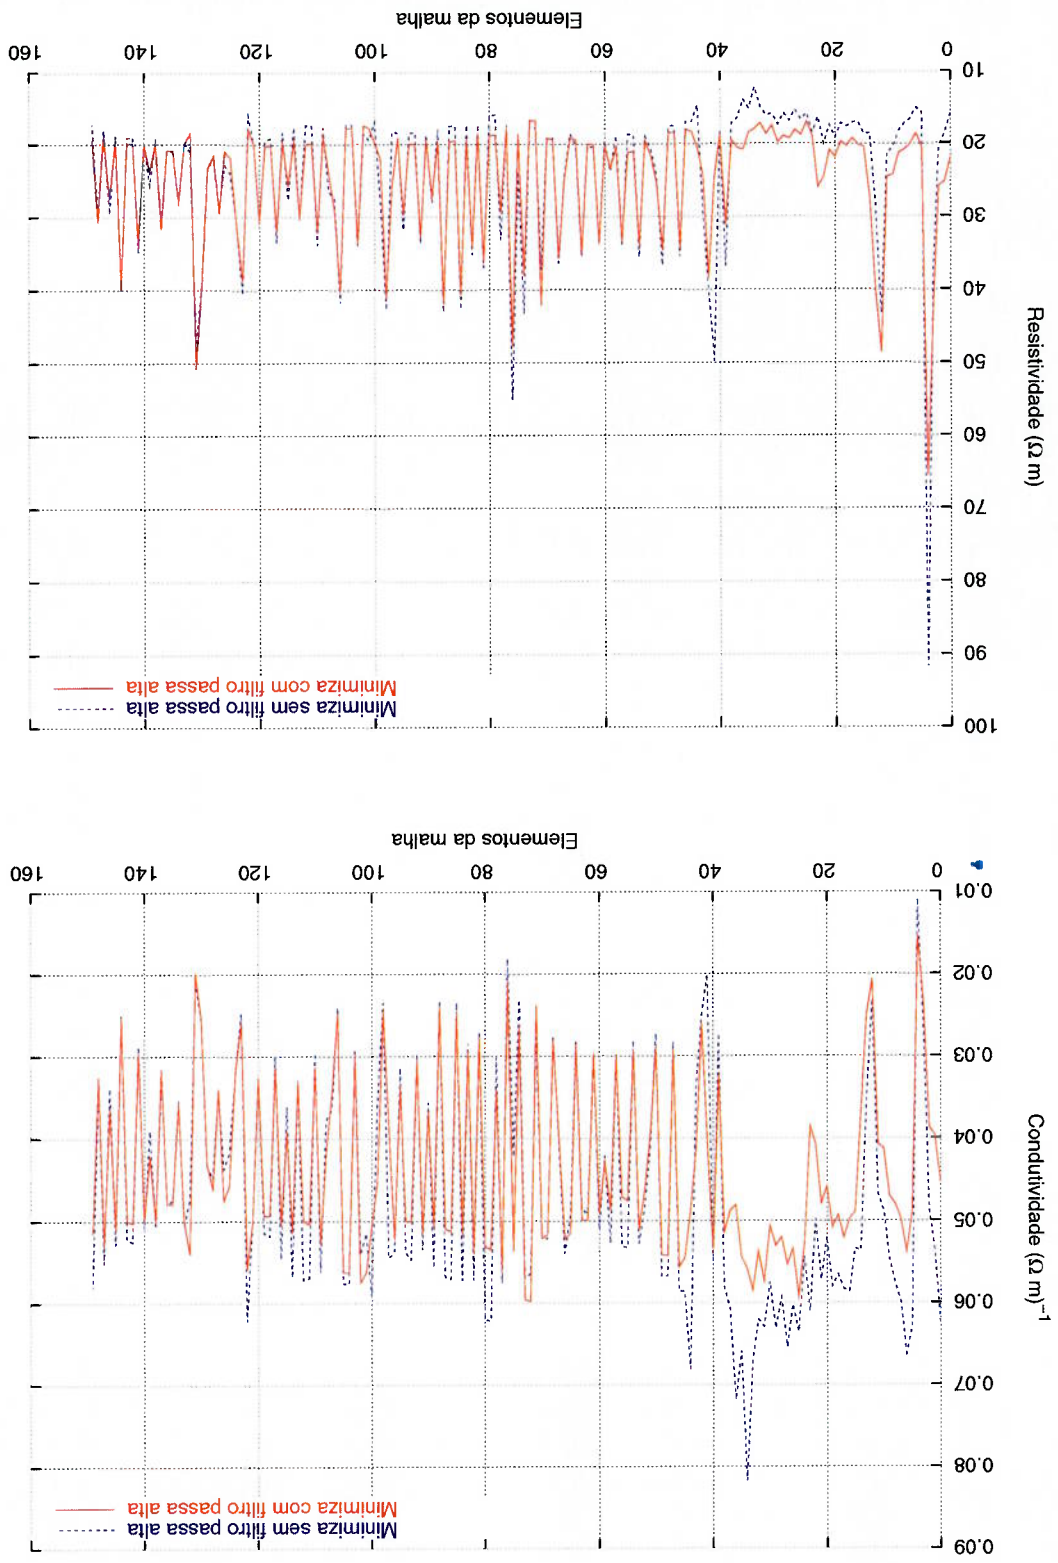 Condutividade (Ω m)⁻¹
0.09
0.08
0.07
0.06
0.05
0.04
0.03
0.02
0.01
Minimiza sem filtro passa alta
Minimiza com filtro passa alta
0 20 40 60 80 100 120 140 160
Elementos da malha
Resistividade (Ω m)
100
90
80
70
60
50
40
30
20
10
Minimiza sem filtro passa alta
Minimiza com filtro passa alta
0 20 40 60 80 100 120 140 160
Elementos da malha